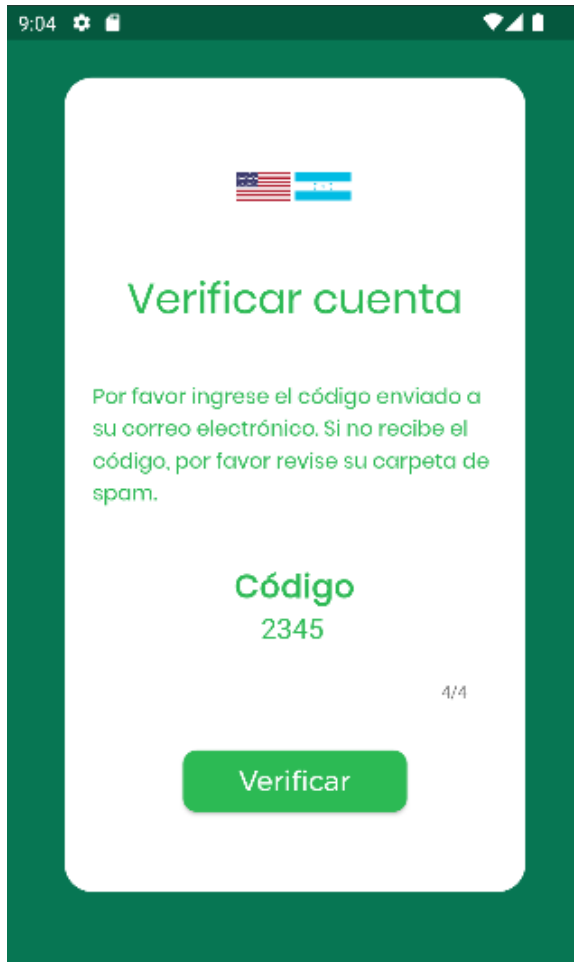 9:04
Verificar cuenta
Por favor ingrese el código enviado a
su correo electrónico. Si no recibe el
código, por favor revise su carpeta de
spam.
Código
2345
4/4
Verificar